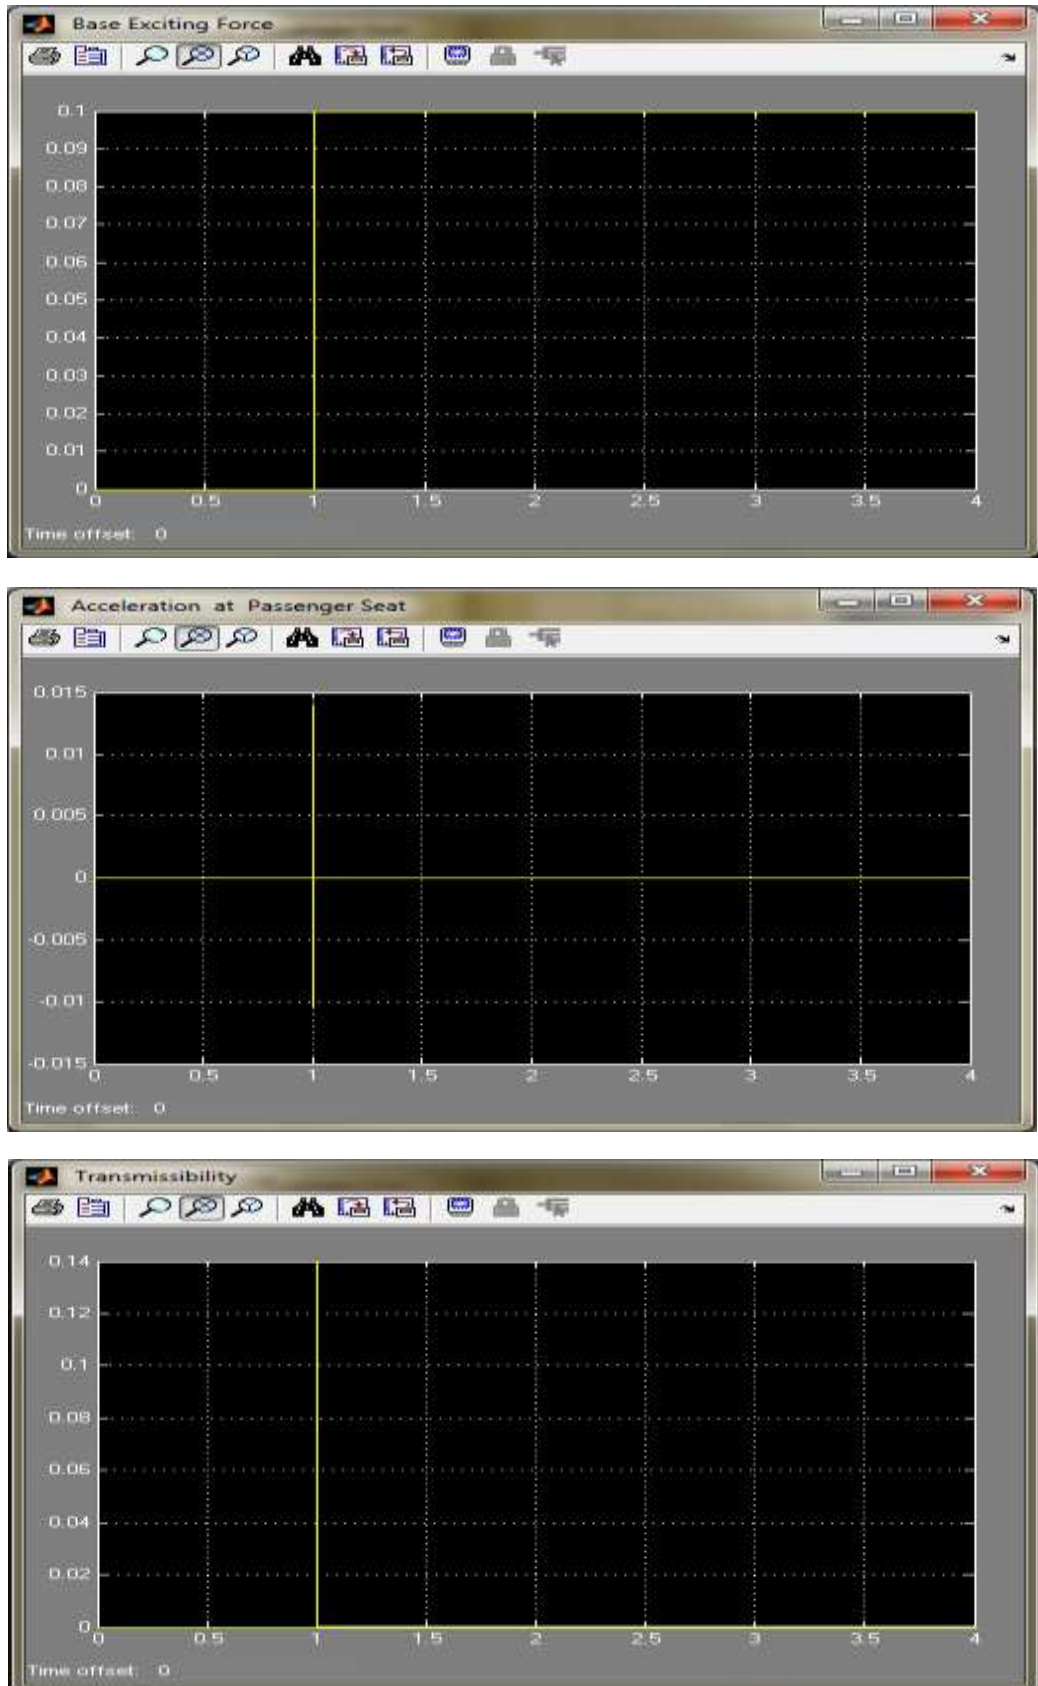 Base Exciting Force
0.1
0.09
0.08
0.07
0.06
0.05
0.04
0.03
0.02
0.01
0
0 0.5 1 1.5 2 2.5 3 3.5 4
Time offset: 0
Acceleration at Passenger Seat
0.015
0.01
0.005
0
-0.005
-0.01
-0.015
0 0.5 1 1.5 2 2.5 3 3.5 4
Time offset: 0
Transmissibility
0.14
0.12
0.1
0.08
0.06
0.04
0.02
0
0 0.5 1 1.5 2 2.5 3 3.5 4
Time offset: 0